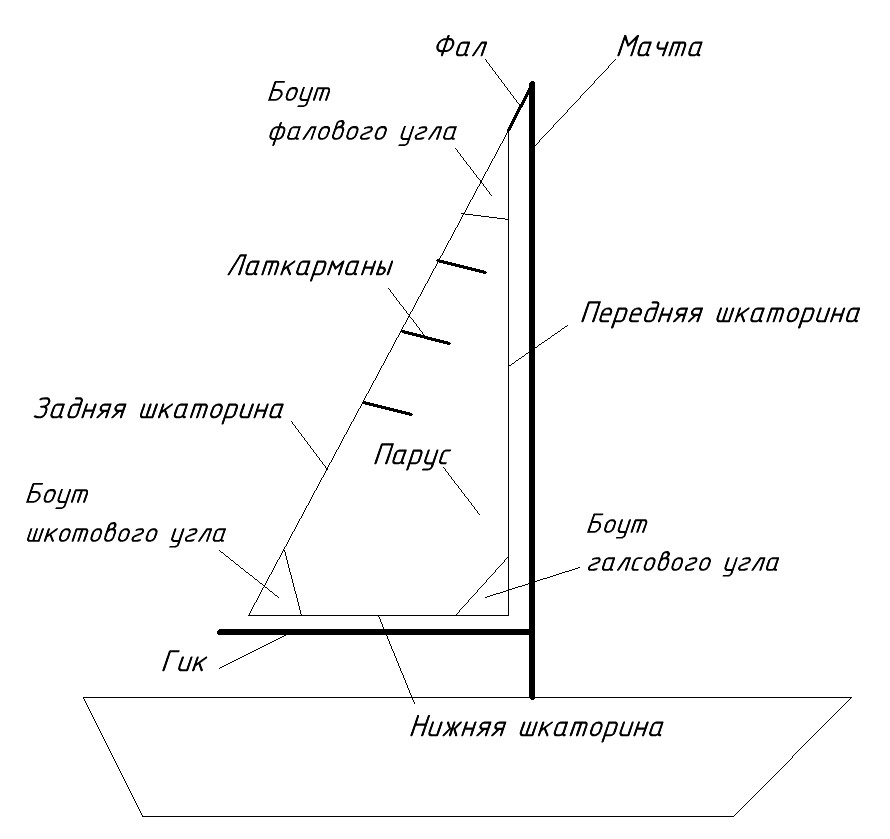 Фал
Мачта
Боут
фалового угла
Латкарманы
Передняя шкаторина
Задняя шкаторина
Парус
Боут
шкотового угла
Боут
галсового угла
Гик
Нижняя шкаторина